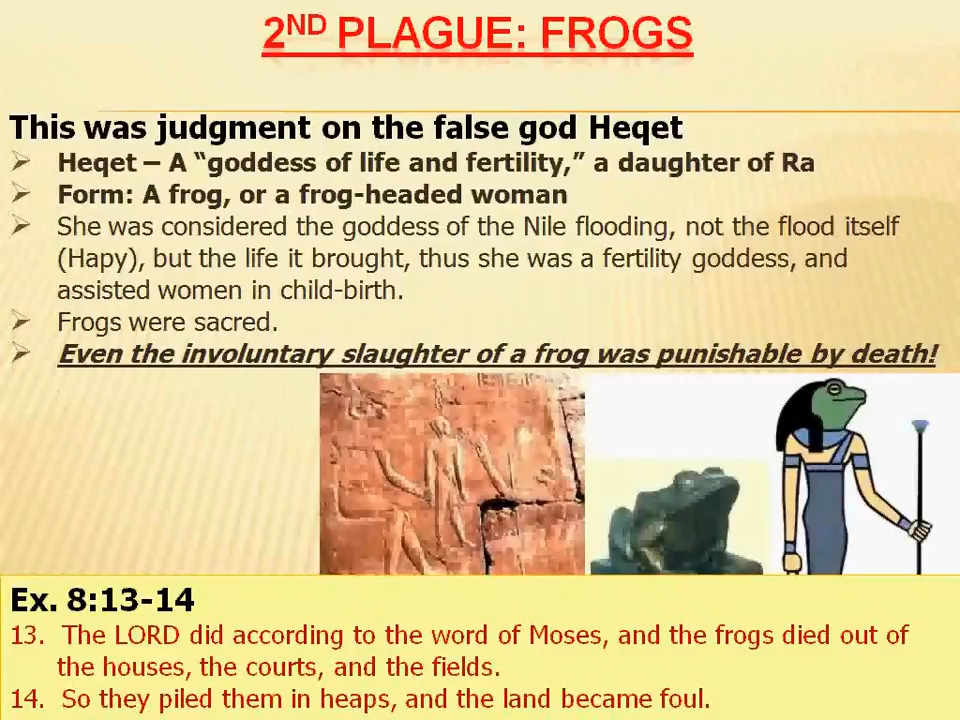 2ND PLAGUE: FROGS
This was judgment on the false god Heqet
➢ Heqet – A “goddess of life and fertility,” a daughter of Ra
➢ Form: A frog, or a frog-headed woman
➢ She was considered the goddess of the Nile flooding, not the flood itself
(Hapy), but the life it brought, thus she was a fertility goddess, and
assisted women in child-birth.
➢ Frogs were sacred.
➢ Even the involuntary slaughter of a frog was punishable by death!
Ex. 8:13-14
13. The LORD did according to the word of Moses, and the frogs died out of
the houses, the courts, and the fields.
14. So they piled them in heaps, and the land became foul.